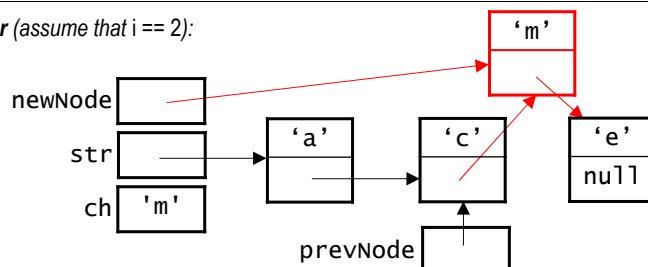 r (assume that i == 2):
'm'
newNode
str
'a'
'c'
'e'
null
ch
'm'
prevNode